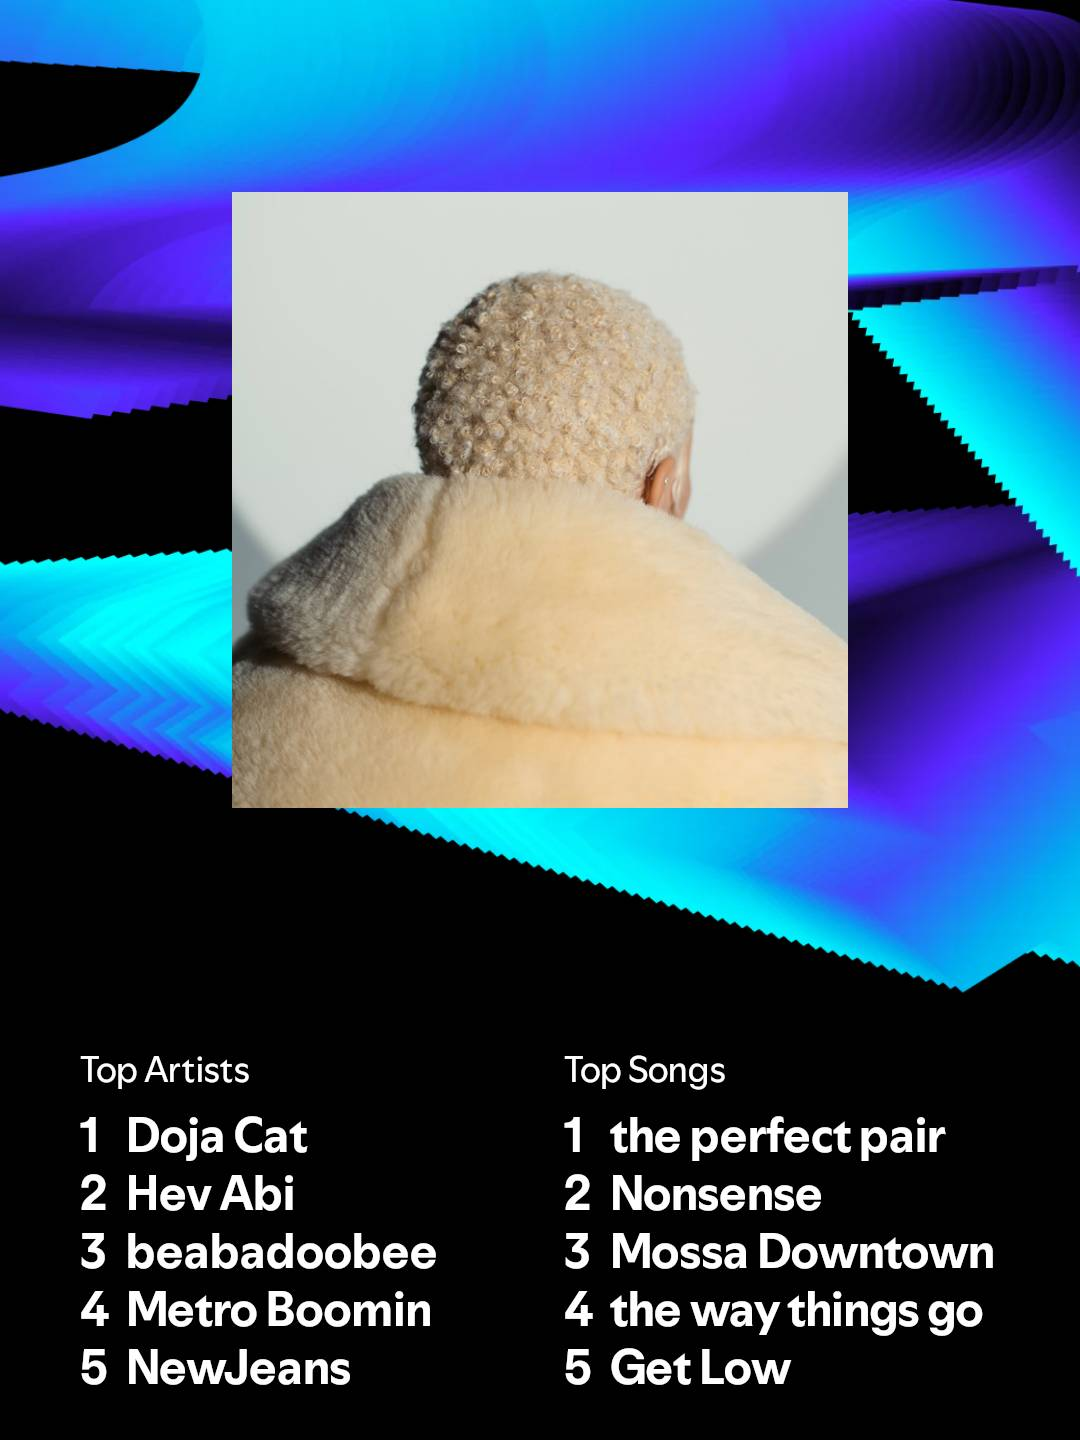 Top Artists
1 Doja Cat
2 Hev Abi
3 beabadoobee
4 Metro Boomin
5 NewJeans
Top Songs
1 the perfect pair
2 Nonsense
3 Mossa Downtown
4 the way things go
5 Get Low